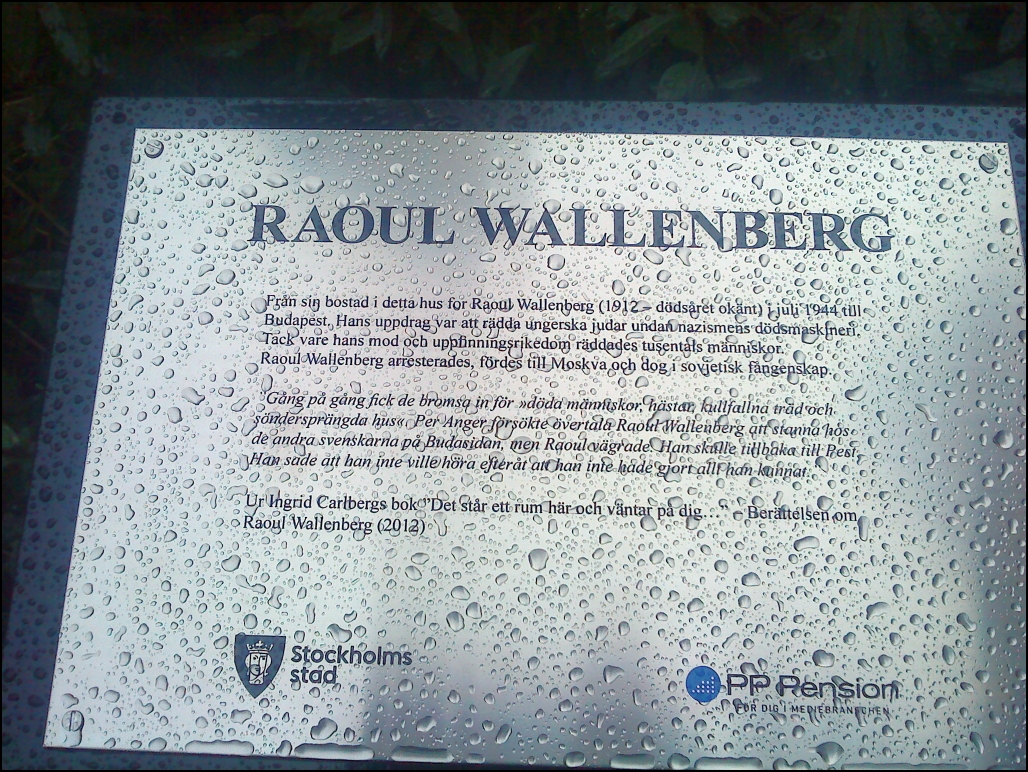 RAOUL WALLENBERG
Från sin bostad i detta hus for Raoul Wallenberg (1912 – dödsåret okänt) i juli 1944 till
Budapest. Hans uppdrag var att rädda ungerska judar undan nazismens dödsmaskineri.
Tack vare hans mod och uppfinningsrikedom räddades tusentals människor.
Raoul Wallenberg arresterades, fördes till Moskva och dog i sovjetisk fångenskap.
Gång på gång fick de bromsa in för »döda människor, hästar, kullfallna träd och
söndersprängda hus«. Per Anger försökte övertala Raoul Wallenberg att stanna hos
de andra svenskarna på Budasidan, men Raoul vägrade. Han skulle tillbaka till Pest.
Han sade att han inte ville höra efteråt att han inte hade gjort allt han kunnat.
Ur Ingrid Carlbergs bok "Det står ett rum här och väntar på dig…" – Berättelsen om
Raoul Wallenberg (2012)
Stockholms
stad
PP Pension
FÖR DIG I MEDIEBRANSCHEN